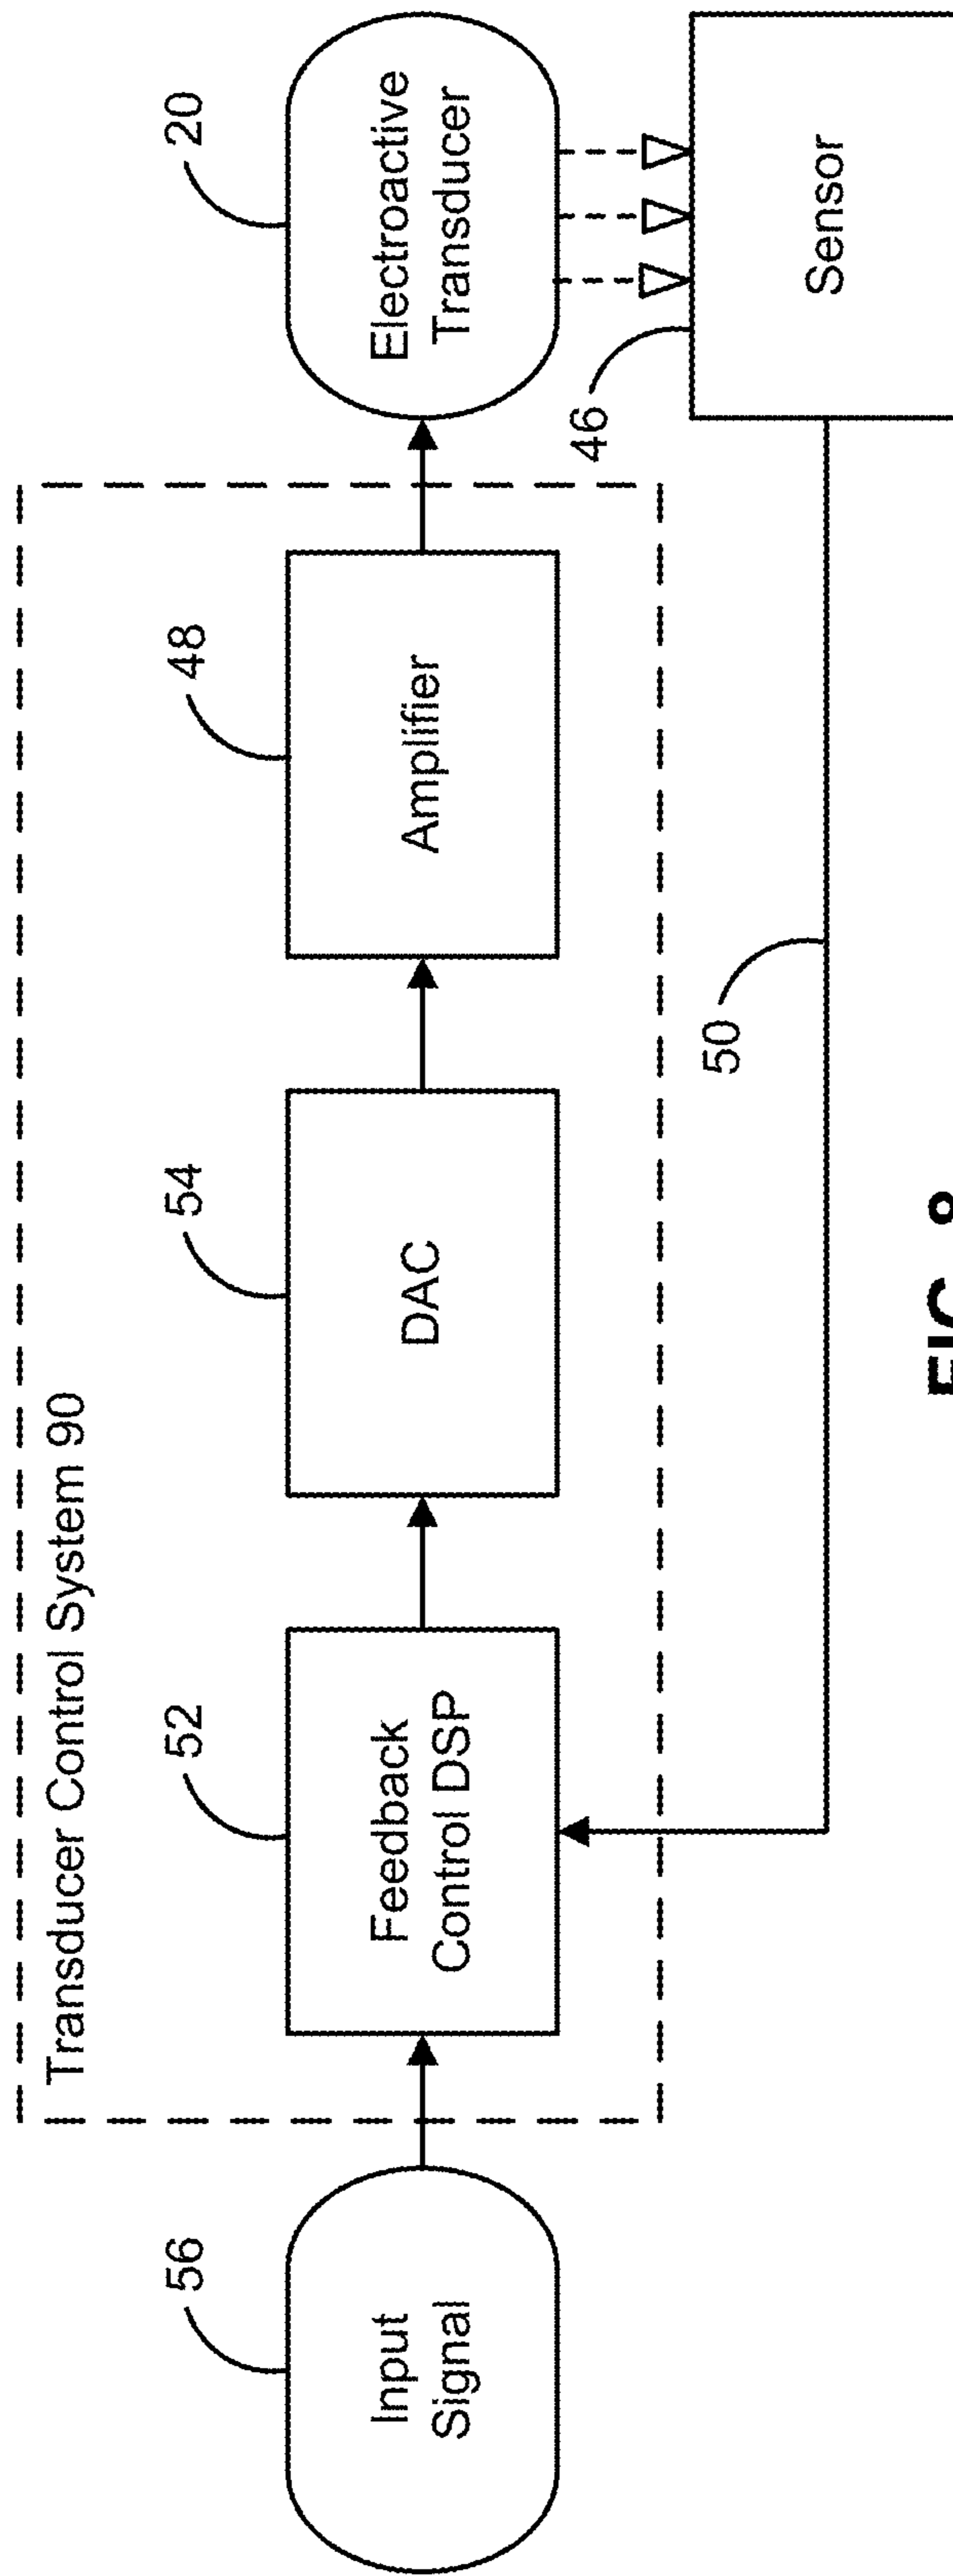 Transducer Control System 90
56
52
54
48
20
Input
Signal
Feedback
Control DSP
DAC
Amplifier
Electroactive
Transducer
46
50
Sensor
FIG.